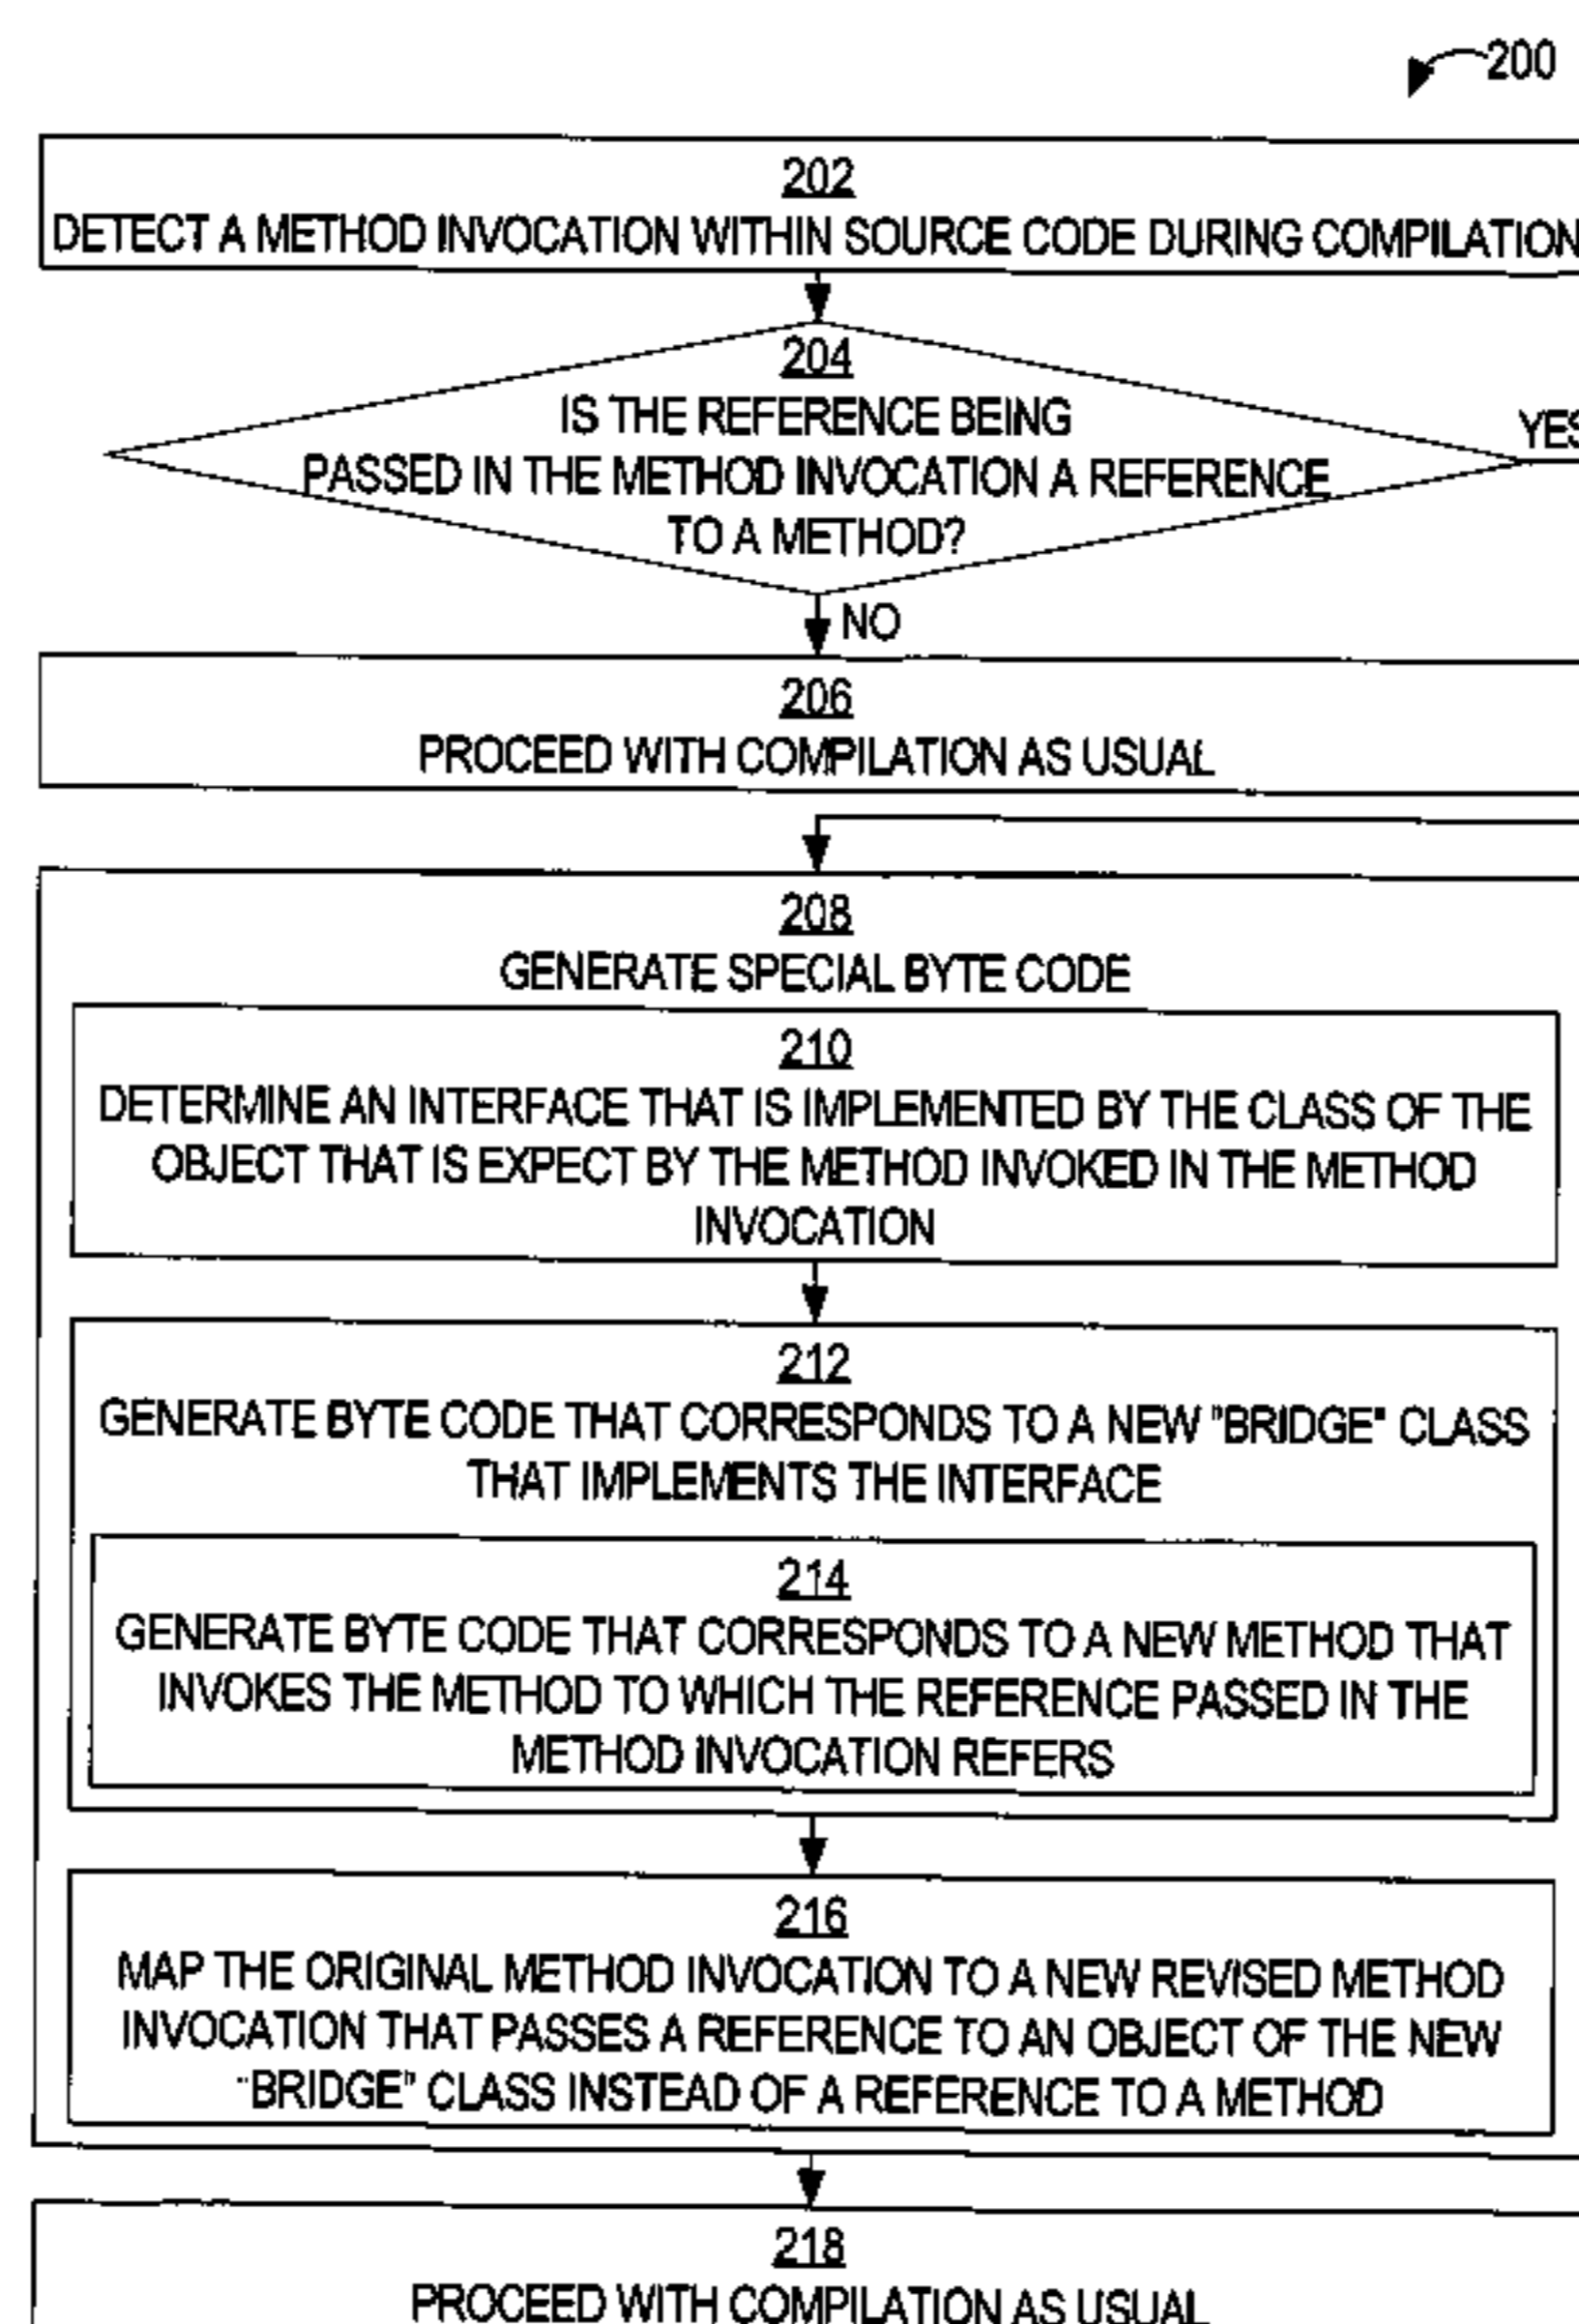 200
202
DETECT A METHOD INVOCATION WITHIN SOURCE CODE DURING COMPILATION
204
IS THE REFERENCE BEING
PASSED IN THE METHOD INVOCATION A REFERENCE
TO A METHOD?
YES
NO
206
PROCEED WITH COMPILATION AS USUAL
208
GENERATE SPECIAL BYTE CODE
210
DETERMINE AN INTERFACE THAT IS IMPLEMENTED BY THE CLASS OF THE
OBJECT THAT IS EXPECT BY THE METHOD INVOKED IN THE METHOD
INVOCATION
212
GENERATE BYTE CODE THAT CORRESPONDS TO A NEW "BRIDGE" CLASS
THAT IMPLEMENTS THE INTERFACE
214
GENERATE BYTE CODE THAT CORRESPONDS TO A NEW METHOD THAT
INVOKES THE METHOD TO WHICH THE REFERENCE PASSED IN THE
METHOD INVOCATION REFERS
216
MAP THE ORIGINAL METHOD INVOCATION TO A NEW REVISED METHOD
INVOCATION THAT PASSES A REFERENCE TO AN OBJECT OF THE NEW
"BRIDGE" CLASS INSTEAD OF A REFERENCE TO A METHOD
218
PROCEED WITH COMPILATION AS USUAL